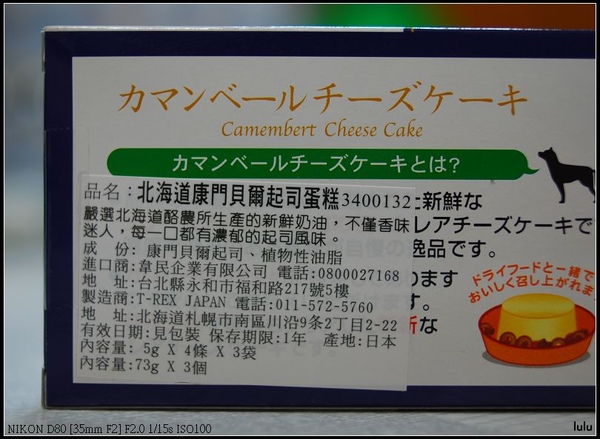 カマンベールチーズケーキ
Camembert Cheese Cake
カマンベールチーズケーキとは?
品名：北海道康門貝爾起司蛋糕3400132
新鮮な
嚴選北海道酪農所生產的新鮮奶油，不僅香味
レアチーズケーキで
迷人，每一口都有濃郁的起司風味。
逸品です。
成　份: 康門貝爾起司、植物性油脂
進口商:韋民企業有限公司 電話:0800027168
ます
地　址:台北縣永和市福和路217號5樓
す。
製造商:T-REX JAPAN 電話:011-572-5760
地　址:北海道札幌市南區川沿9条2丁目2-22
な
有效日期:見包裝 保存期限:1年　產地:日本
內容量: 5g X 4條 X 3袋
內容量:73g X 3個
ドライフードと一緒で
おいしく召し上がれま
NIKON D80 [35mm F2] F2.0 1/15s ISO100
lulu